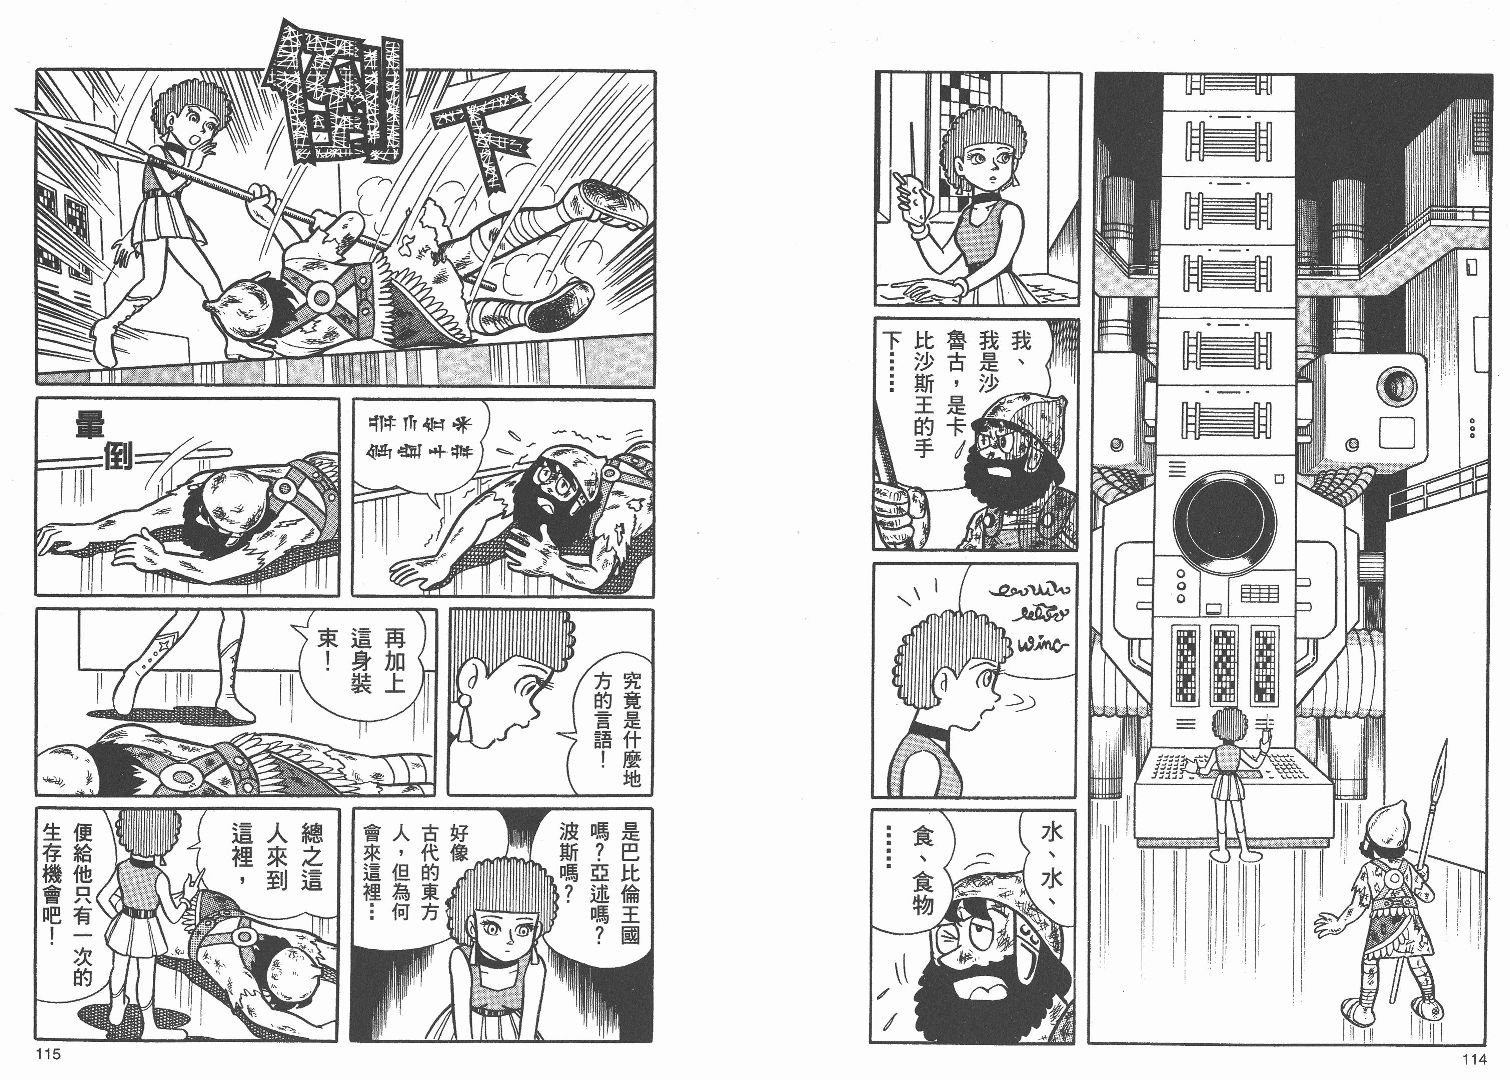 我、
我是沙
魯古，是卡
比沙斯王的手
下……
winc
水、水、
食、食物
……
114
倒下
暈倒
究竟是什麼地
方的言語！
再加上
這身裝
束！
是巴比倫王國
嗎？亞述嗎？
波斯嗎？
好像
古代的東方
人，但為何
會來這裡…
總之這
人來到
這裡，
便給他只有一次的
生存機會吧！
115